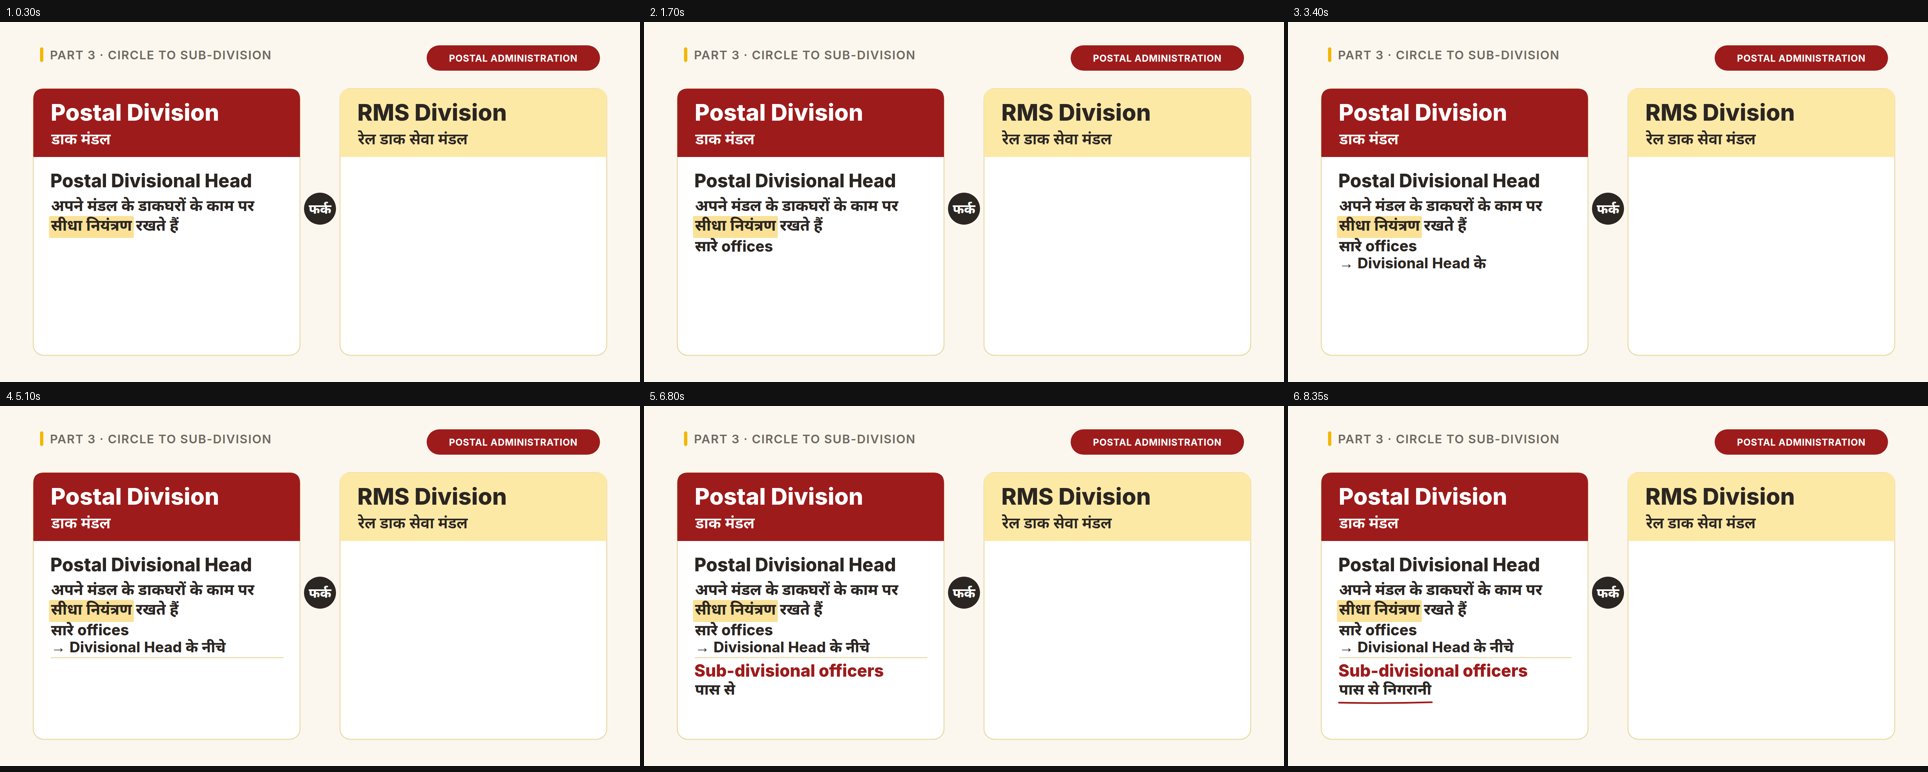 1. 0.30s
PART 3 · CIRCLE TO SUB-DIVISION
POSTAL ADMINISTRATION
Postal Division
डाक मंडल
Postal Divisional Head
अपने मंडल के डाकघरों के काम पर
सीधा नियंत्रण रखते हैं
फर्क
RMS Division
रेल डाक सेवा मंडल
2. 1.70s
PART 3 · CIRCLE TO SUB-DIVISION
POSTAL ADMINISTRATION
Postal Division
डाक मंडल
Postal Divisional Head
अपने मंडल के डाकघरों के काम पर
सीधा नियंत्रण रखते हैं
सारे offices
फर्क
RMS Division
रेल डाक सेवा मंडल
3. 3.40s
PART 3 · CIRCLE TO SUB-DIVISION
POSTAL ADMINISTRATION
Postal Division
डाक मंडल
Postal Divisional Head
अपने मंडल के डाकघरों के काम पर
सीधा नियंत्रण रखते हैं
सारे offices
→ Divisional Head के
फर्क
RMS Division
रेल डाक सेवा मंडल
4. 5.10s
PART 3 · CIRCLE TO SUB-DIVISION
POSTAL ADMINISTRATION
Postal Division
डाक मंडल
Postal Divisional Head
अपने मंडल के डाकघरों के काम पर
सीधा नियंत्रण रखते हैं
सारे offices
→ Divisional Head के नीचे
फर्क
RMS Division
रेल डाक सेवा मंडल
5. 6.80s
PART 3 · CIRCLE TO SUB-DIVISION
POSTAL ADMINISTRATION
Postal Division
डाक मंडल
Postal Divisional Head
अपने मंडल के डाकघरों के काम पर
सीधा नियंत्रण रखते हैं
सारे offices
→ Divisional Head के नीचे
Sub-divisional officers
पास से
फर्क
RMS Division
रेल डाक सेवा मंडल
6. 8.35s
PART 3 · CIRCLE TO SUB-DIVISION
POSTAL ADMINISTRATION
Postal Division
डाक मंडल
Postal Divisional Head
अपने मंडल के डाकघरों के काम पर
सीधा नियंत्रण रखते हैं
सारे offices
→ Divisional Head के नीचे
Sub-divisional officers
पास से निगरानी
फर्क
RMS Division
रेल डाक सेवा मंडल